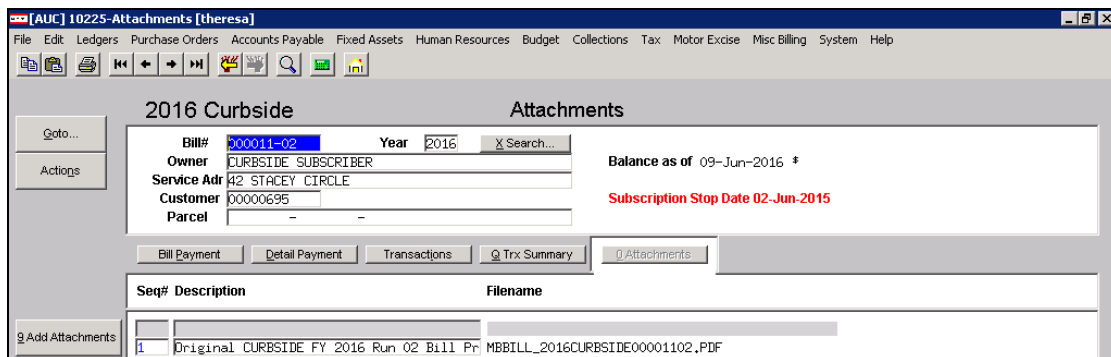 [AUC] 10225-Attachments [theresa]
File Edit Ledgers Purchase Orders Accounts Payable Fixed Assets Human Resources Budget Collections Tax Motor Excise Misc Billing System Help
2016 Curbside Attachments
Goto...
Actions
Bill# 000011-02 Year 2016 X Search...
Owner CURBSIDE SUBSCRIBER Balance as of 09-Jun-2016 *
Service Adr 42 STACEY CIRCLE
Customer 00000695 Subscription Stop Date 02-Jun-2015
Parcel – –
Bill Payment Detail Payment Transactions Q Trx Summary 0 Attachments
Seq# Description Filename
9 Add Attachments
1 Original CURBSIDE FY 2016 Run 02 Bill Pr MBBILL_2016CURBSIDE00001102.PDF